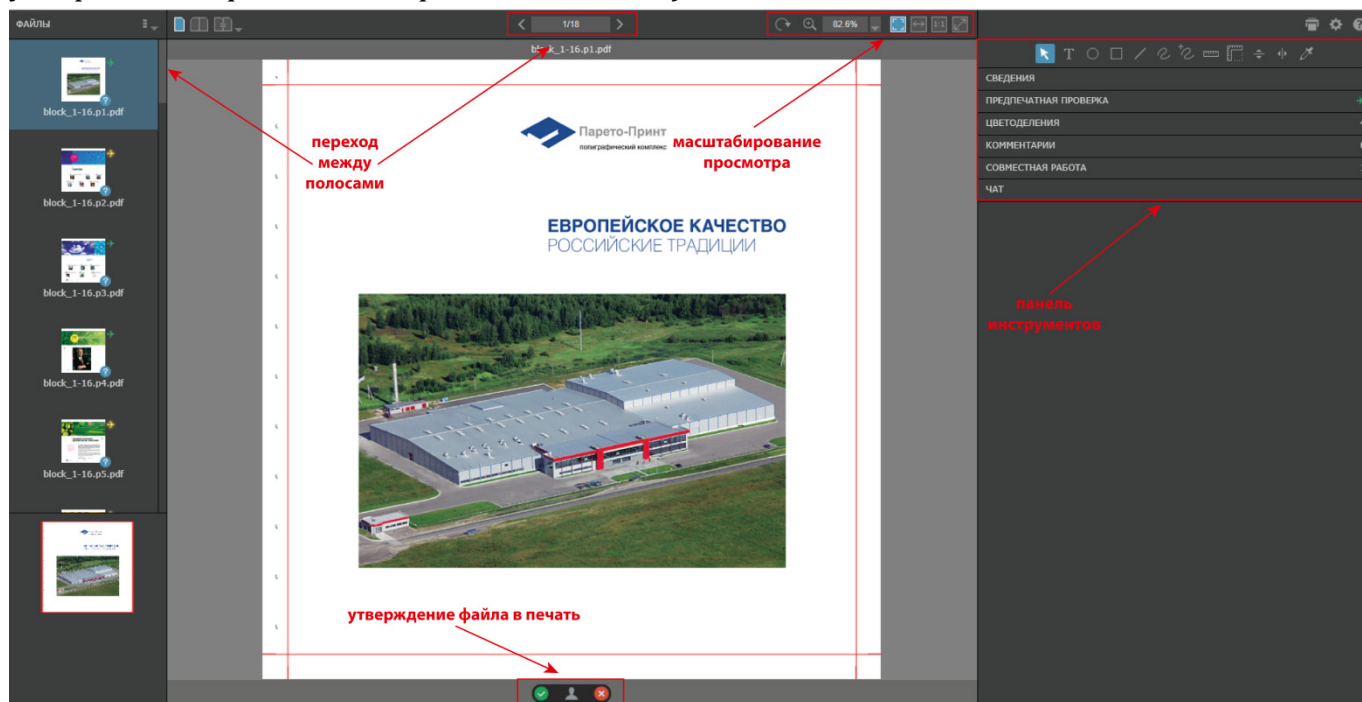 ФАЙЛЫ
1/18
82.6%
1:1
block_1-16.p1.pdf
block_1-16.p1.pdf
block_1-16.p2.pdf
block_1-16.p3.pdf
block_1-16.p4.pdf
block_1-16.p5.pdf
переход
между
полосами
Парето-Принт
полиграфический комплекс
масштабирование
просмотра
ЕВРОПЕЙСКОЕ КАЧЕСТВО
РОССИЙСКИЕ ТРАДИЦИИ
утверждение файла в печать
T
СВЕДЕНИЯ
ПРЕДПЕЧАТНАЯ ПРОВЕРКА
ЦВЕТОДЕЛЕНИЯ
КОММЕНТАРИИ
СОВМЕСТНАЯ РАБОТА
ЧАТ
панель
инструментов